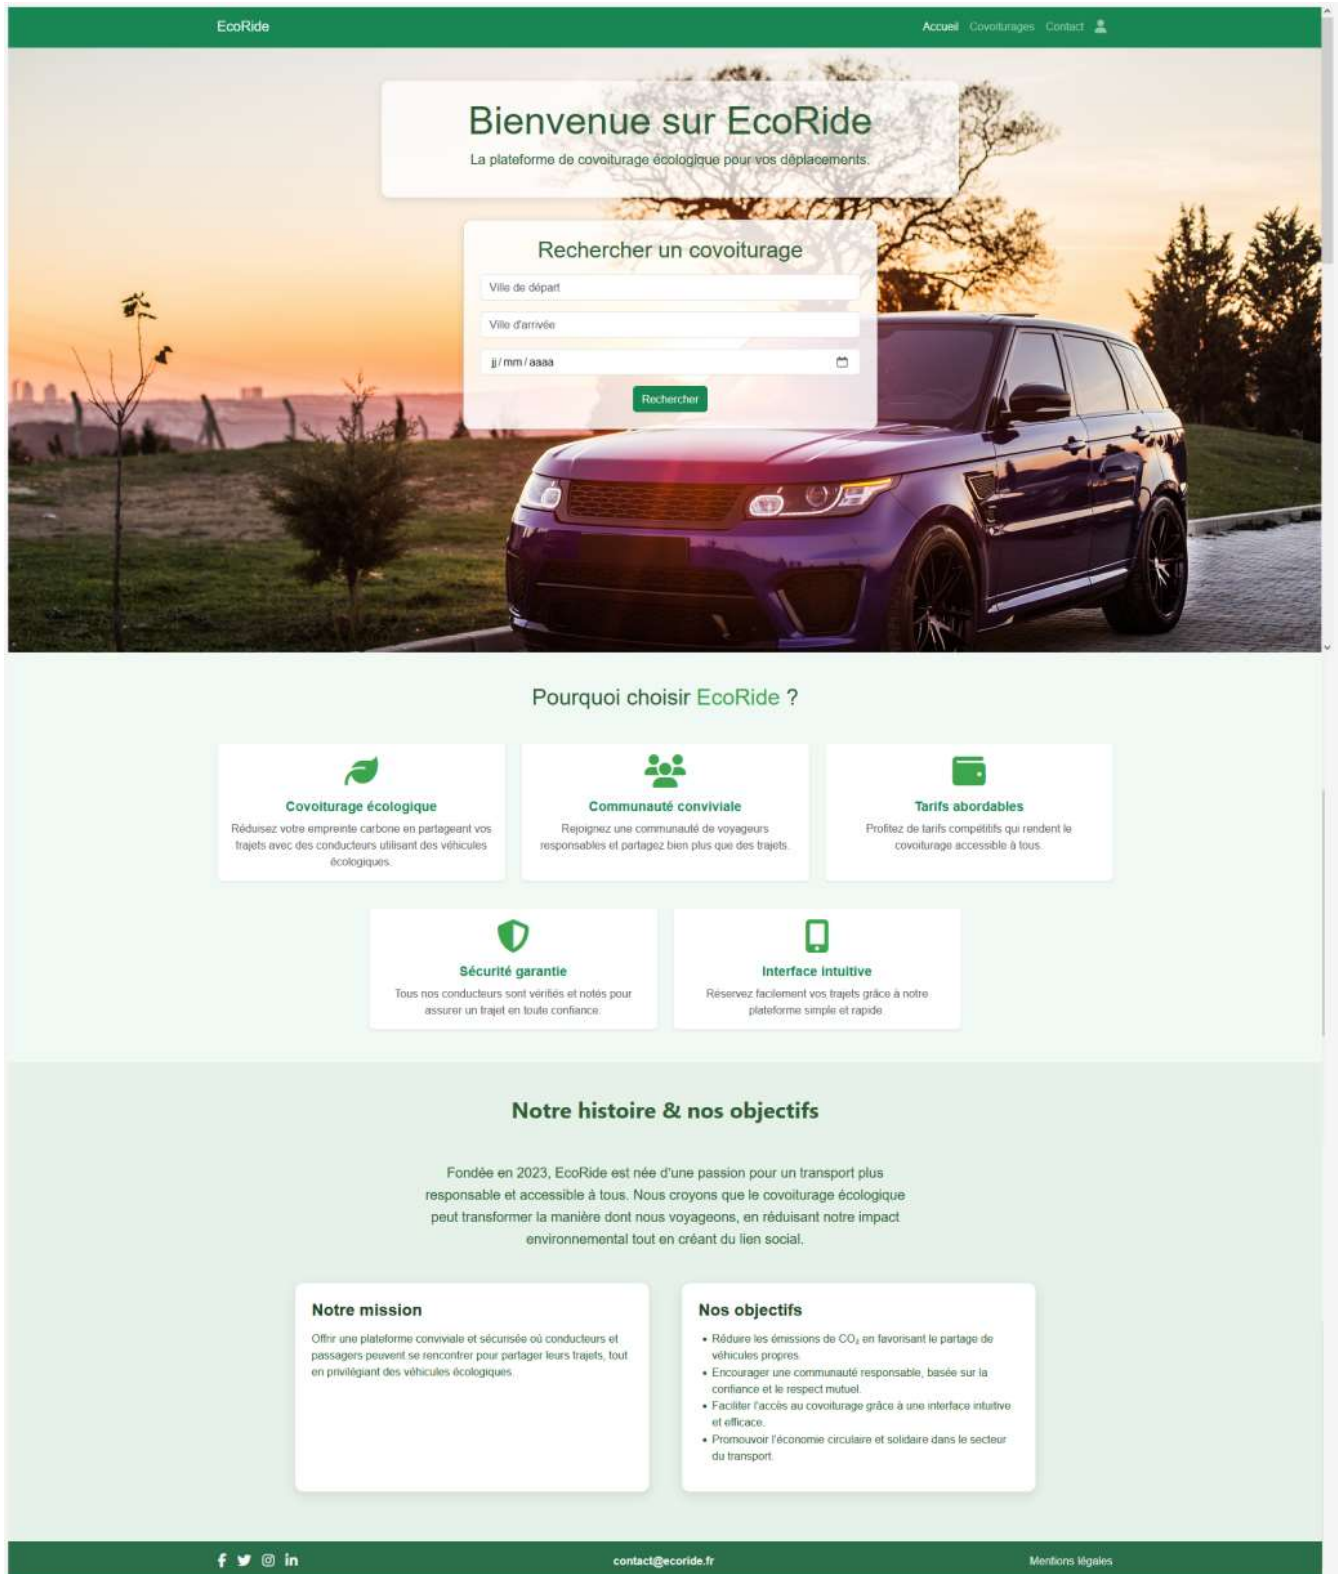 EcoRide
Accueil Covoiturages Contact
Bienvenue sur EcoRide
La plateforme de covoiturage écologique pour vos déplacements.
Rechercher un covoiturage
Ville de départ
Ville d'arrivée
jj/mm/aaaa
Rechercher
Pourquoi choisir EcoRide ?
Covoiturage écologique
Réduisez votre empreinte carbone en partageant vos
trajets avec des conducteurs utilisant des véhicules
écologiques.
Communauté conviviale
Rejoignez une communauté de voyageurs
responsables et partagez bien plus que des trajets.
Tarifs abordables
Profitez de tarifs compétitifs qui rendent le
covoiturage accessible à tous.
Sécurité garantie
Tous nos conducteurs sont vérifiés et notés pour
assurer un trajet en toute confiance.
Interface intuitive
Réservez facilement vos trajets grâce à notre
plateforme simple et rapide.
Notre histoire & nos objectifs
Fondée en 2023, EcoRide est née d'une passion pour un transport plus
responsable et accessible à tous. Nous croyons que le covoiturage écologique
peut transformer la manière dont nous voyageons, en réduisant notre impact
environnemental tout en créant du lien social.
Notre mission
Offrir une plateforme conviviale et sécurisée où conducteurs et
passagers peuvent se rencontrer pour partager leurs trajets, tout
en privilégiant des véhicules écologiques.
Nos objectifs
• Réduire les émissions de CO₂ en favorisant le partage de
véhicules propres.
• Encourager une communauté responsable, basée sur la
confiance et le respect mutuel.
• Faciliter l'accès au covoiturage grâce à une interface intuitive
et efficace.
• Promouvoir l'économie circulaire et solidaire dans le secteur
du transport.
contact@ecoride.fr
Mentions légales